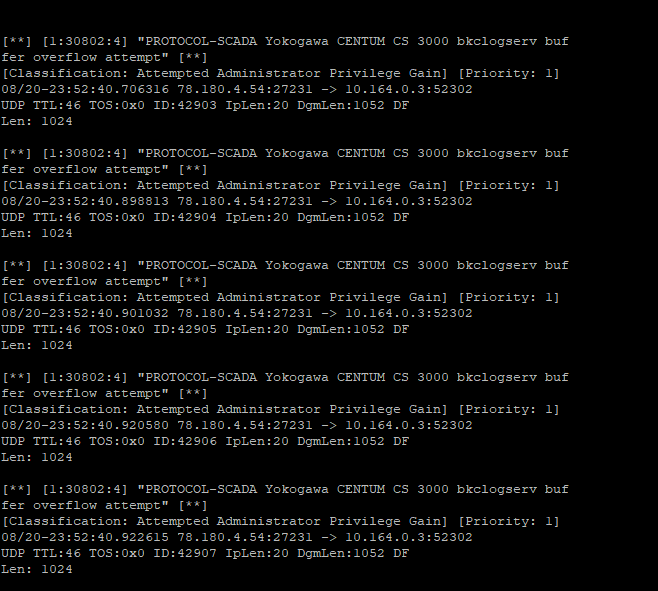 [**] [1:30802:4] "PROTOCOL-SCADA Yokogawa CENTUM CS 3000 bkclogserv buf
fer overflow attempt" [**]
[Classification: Attempted Administrator Privilege Gain] [Priority: 1]
08/20-23:52:40.706316 78.180.4.54:27231 -> 10.164.0.3:52302
UDP TTL:46 TOS:0x0 ID:42903 IpLen:20 DgmLen:1052 DF
Len: 1024
[**] [1:30802:4] "PROTOCOL-SCADA Yokogawa CENTUM CS 3000 bkclogserv buf
fer overflow attempt" [**]
[Classification: Attempted Administrator Privilege Gain] [Priority: 1]
08/20-23:52:40.898813 78.180.4.54:27231 -> 10.164.0.3:52302
UDP TTL:46 TOS:0x0 ID:42904 IpLen:20 DgmLen:1052 DF
Len: 1024
[**] [1:30802:4] "PROTOCOL-SCADA Yokogawa CENTUM CS 3000 bkclogserv buf
fer overflow attempt" [**]
[Classification: Attempted Administrator Privilege Gain] [Priority: 1]
08/20-23:52:40.901032 78.180.4.54:27231 -> 10.164.0.3:52302
UDP TTL:46 TOS:0x0 ID:42905 IpLen:20 DgmLen:1052 DF
Len: 1024
[**] [1:30802:4] "PROTOCOL-SCADA Yokogawa CENTUM CS 3000 bkclogserv buf
fer overflow attempt" [**]
[Classification: Attempted Administrator Privilege Gain] [Priority: 1]
08/20-23:52:40.920580 78.180.4.54:27231 -> 10.164.0.3:52302
UDP TTL:46 TOS:0x0 ID:42906 IpLen:20 DgmLen:1052 DF
Len: 1024
[**] [1:30802:4] "PROTOCOL-SCADA Yokogawa CENTUM CS 3000 bkclogserv buf
fer overflow attempt" [**]
[Classification: Attempted Administrator Privilege Gain] [Priority: 1]
08/20-23:52:40.922615 78.180.4.54:27231 -> 10.164.0.3:52302
UDP TTL:46 TOS:0x0 ID:42907 IpLen:20 DgmLen:1052 DF
Len: 1024